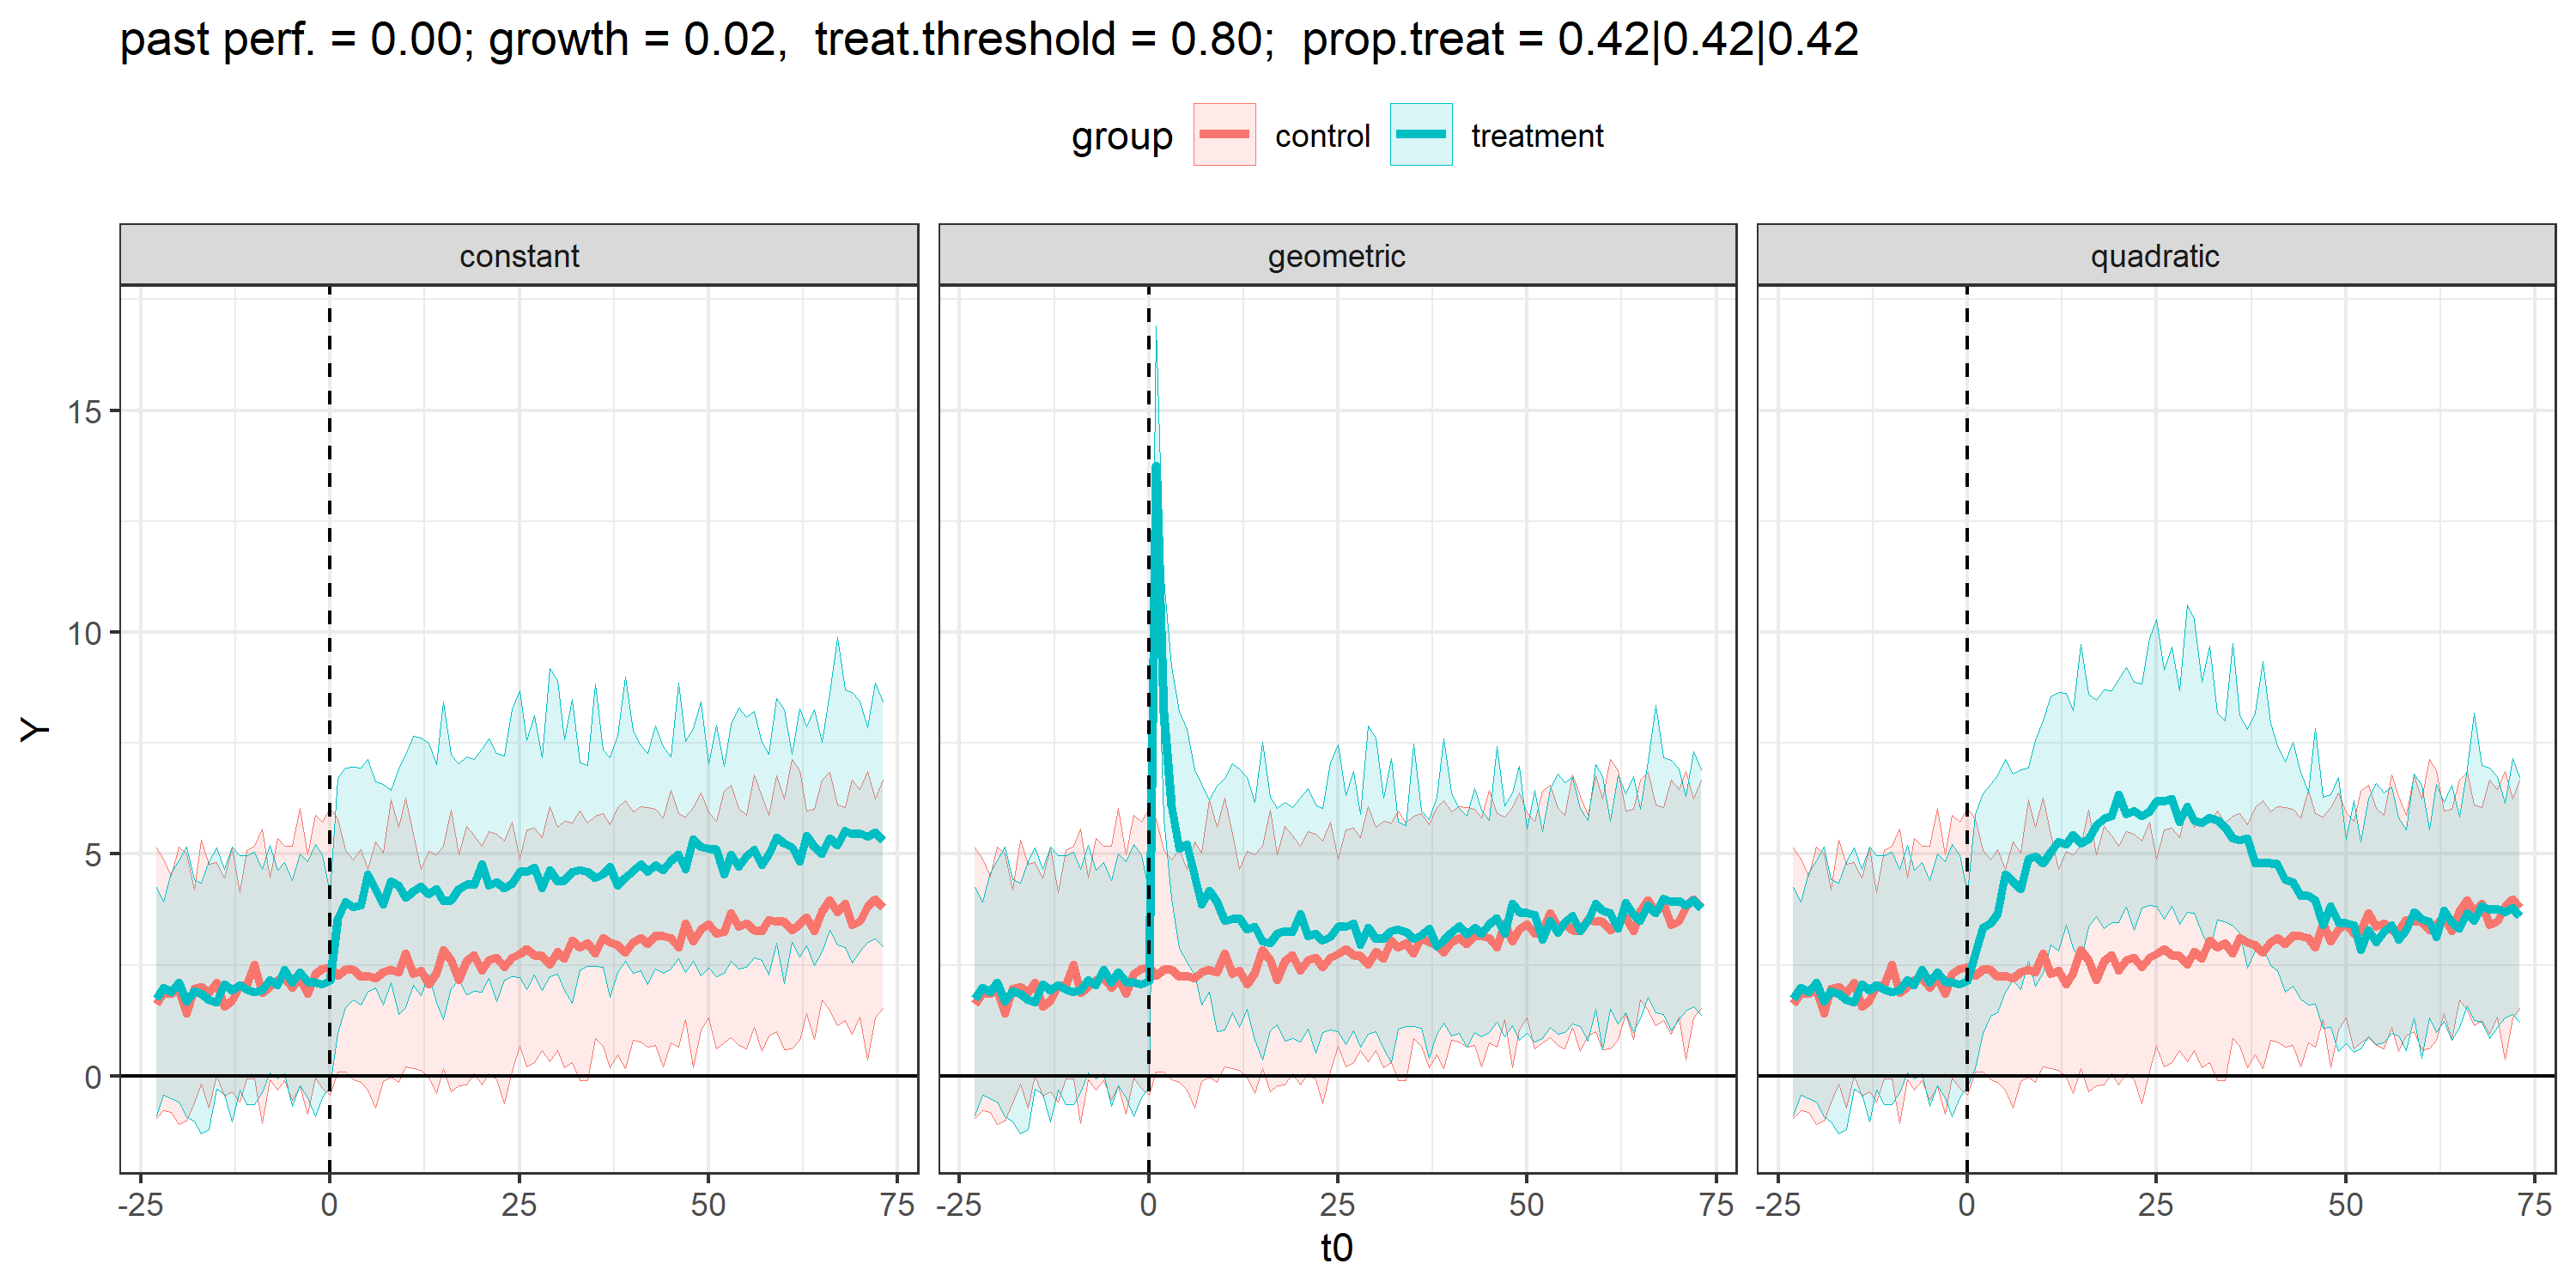 past perf. = 0.00; growth = 0.02,  treat.threshold = 0.80;  prop.treat = 0.42|0.42|0.42
group control treatment
constant geometric quadratic
Y
15
10
5
0
-25 0 25 50 75 -25 0 25 50 75 -25 0 25 50 75
t0